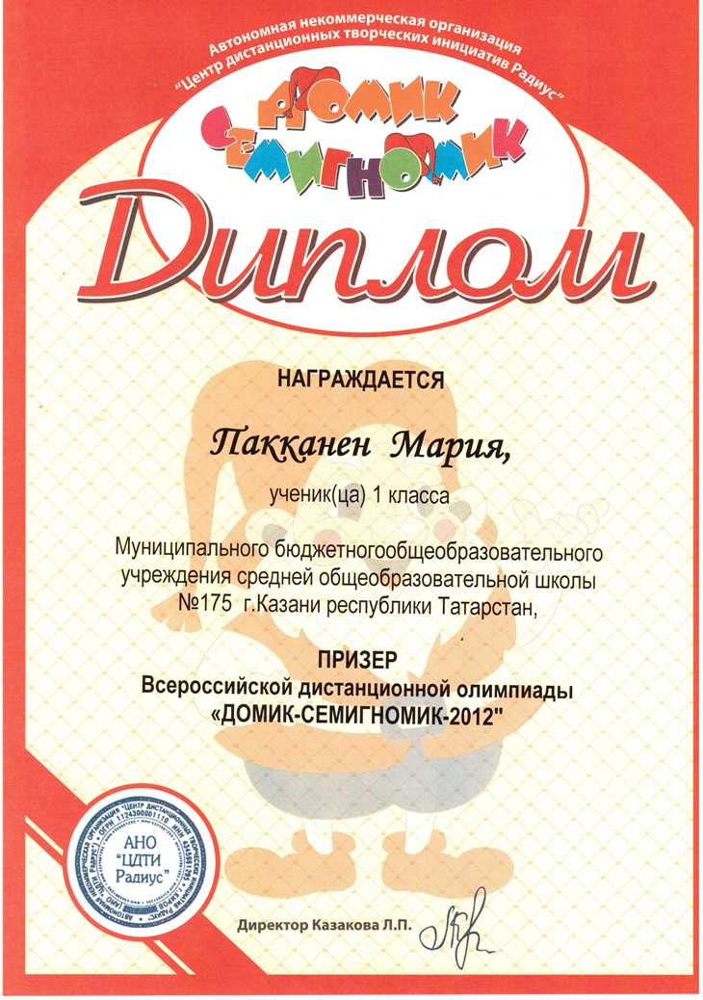 Автономная некоммерческая организация
"Центр дистанционных творческих инициатив Радиус"
ДОМИК
СЕМИГНОМИК
Диплом
НАГРАЖДАЕТСЯ
Пакканен Мария,
ученик(ца) 1 класса
Муниципального бюджетногообщеобразовательного
учреждения средней общеобразовательной школы
№175 г.Казани республики Татарстан,
ПРИЗЕР
Всероссийской дистанционной олимпиады
«ДОМИК-СЕМИГНОМИК-2012"
АНО
"ЦДТИ
Радиус"
Директор Казакова Л.П.